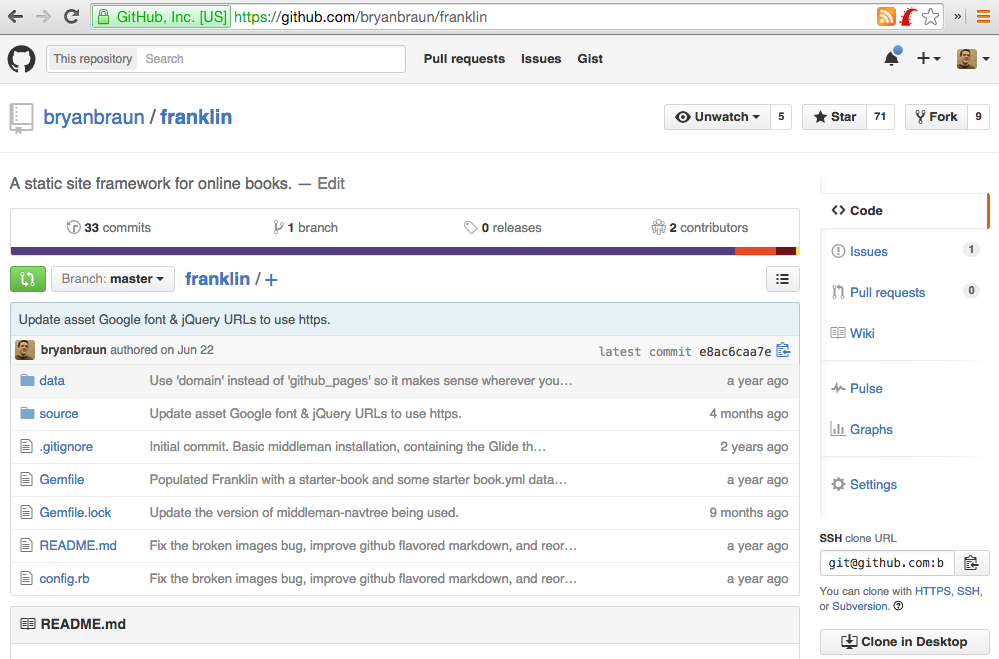 GitHub, Inc. [US] https://github.com/bryanbraun/franklin »
This repository Search Pull requests Issues Gist
bryanbraun / franklin Unwatch 5 Star 71 Fork 9
A static site framework for online books. — Edit
33 commits 1 branch 0 releases 2 contributors
Branch: master franklin / +
Update asset Google font & jQuery URLs to use https.
bryanbraun authored on Jun 22 latest commit e8ac6caa7e
data Use 'domain' instead of 'github_pages' so it makes sense wherever you… a year ago
source Update asset Google font & jQuery URLs to use https. 4 months ago
.gitignore Initial commit. Basic middleman installation, containing the Glide th… 2 years ago
Gemfile Populated Franklin with a starter-book and some starter book.yml data… a year ago
Gemfile.lock Update the version of middleman-navtree being used. 9 months ago
README.md Fix the broken images bug, improve github flavored markdown, and reor… a year ago
config.rb Fix the broken images bug, improve github flavored markdown, and reor… a year ago
README.md
Code
Issues 1
Pull requests 0
Wiki
Pulse
Graphs
Settings
SSH clone URL
git@github.com:b
You can clone with HTTPS, SSH,
or Subversion. ?
Clone in Desktop